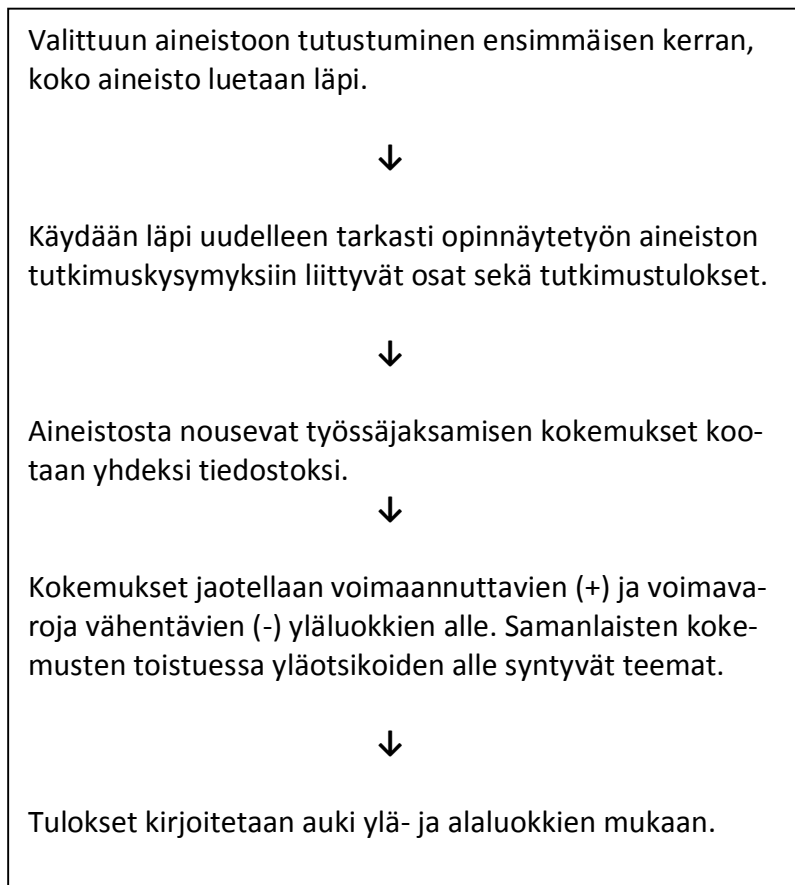 Valittuun aineistoon tutustuminen ensimmäisen kerran,
koko aineisto luetaan läpi.
↓
Käydään läpi uudelleen tarkasti opinnäytetyön aineiston
tutkimuskysymyksiin liittyvät osat sekä tutkimustulokset.
↓
Aineistosta nousevat työssäjaksamisen kokemukset koo-
taan yhdeksi tiedostoksi.
↓
Kokemukset jaotellaan voimaannuttavien (+) ja voimava-
roja vähentävien (-) yläluokkien alle. Samanlaisten koke-
musten toistuessa yläotsikoiden alle syntyvät teemat.
↓
Tulokset kirjoitetaan auki ylä- ja alaluokkien mukaan.